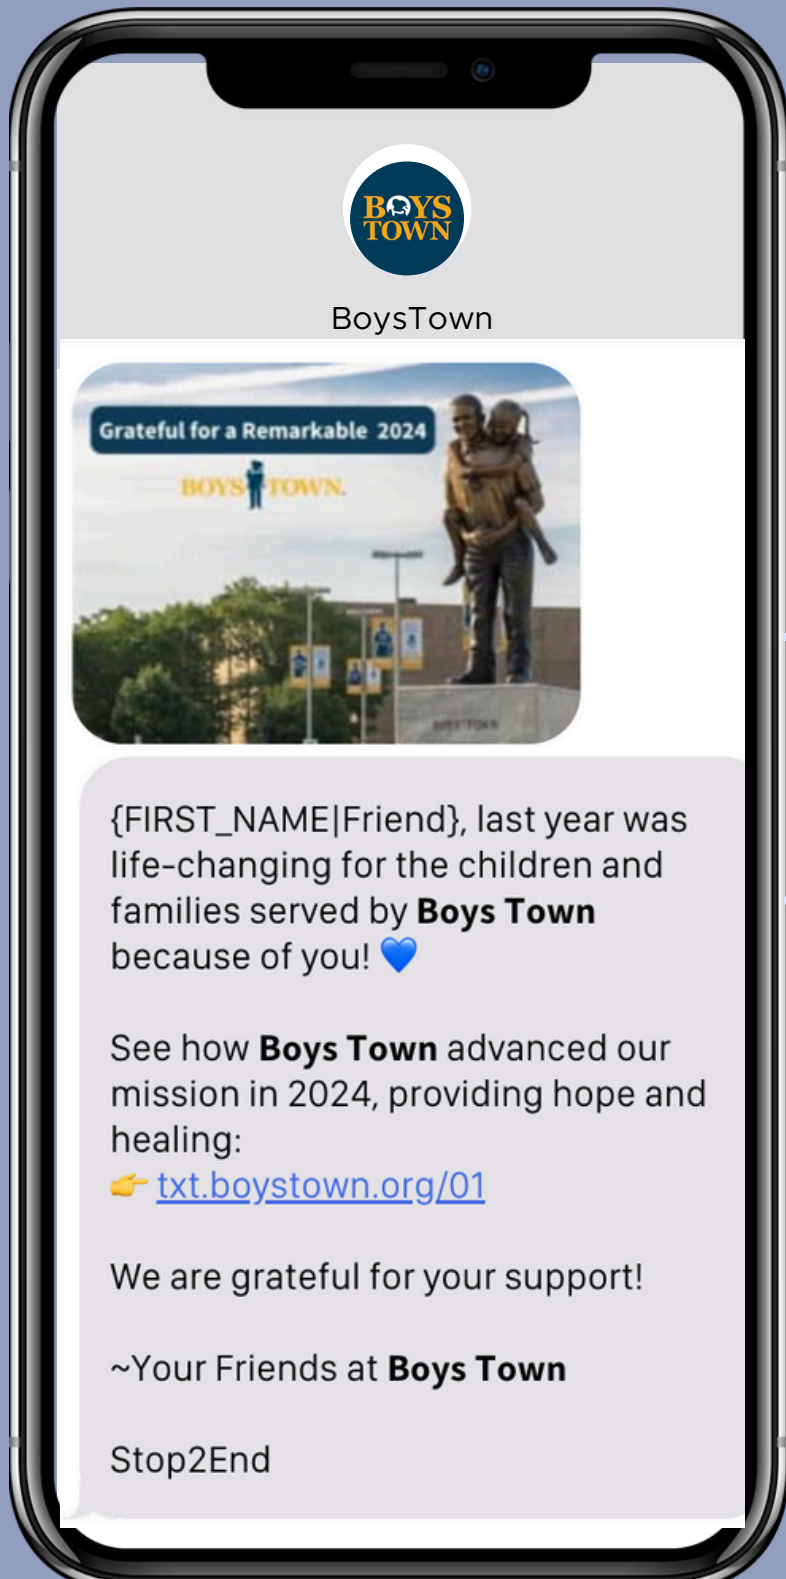 BOYS
TOWN
BoysTown
Grateful for a Remarkable 2024
BOYS TOWN.
BOYS TOWN
{FIRST_NAME|Friend}, last year was
life-changing for the children and
families served by Boys Town
because of you! 💙
See how Boys Town advanced our
mission in 2024, providing hope and
healing:
👉 txt.boystown.org/01
We are grateful for your support!
~Your Friends at Boys Town
Stop2End